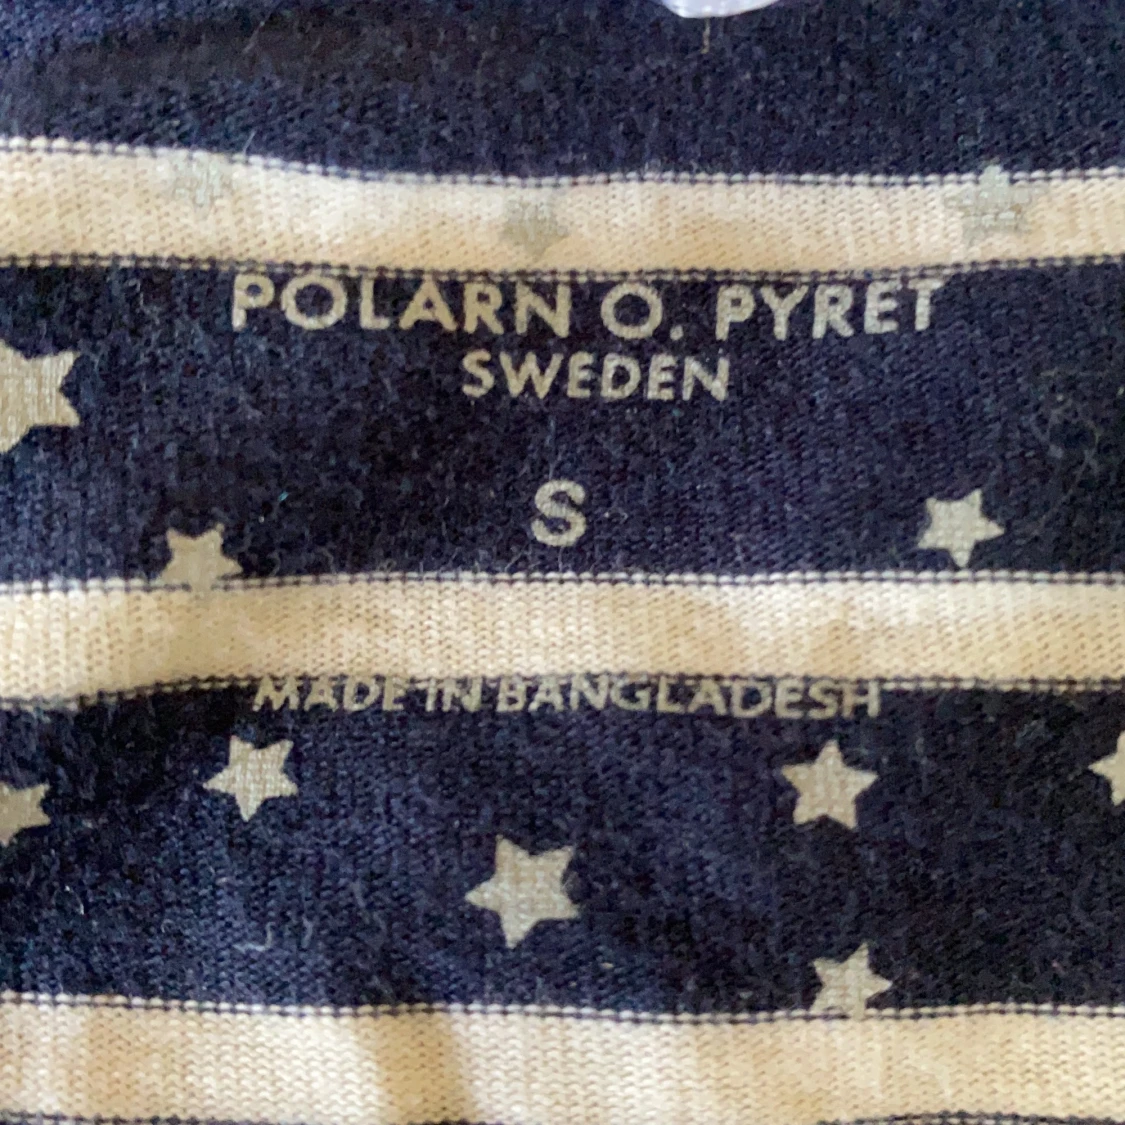 POLARN O. PYRET
SWEDEN
S
MADE IN BANGLADESH